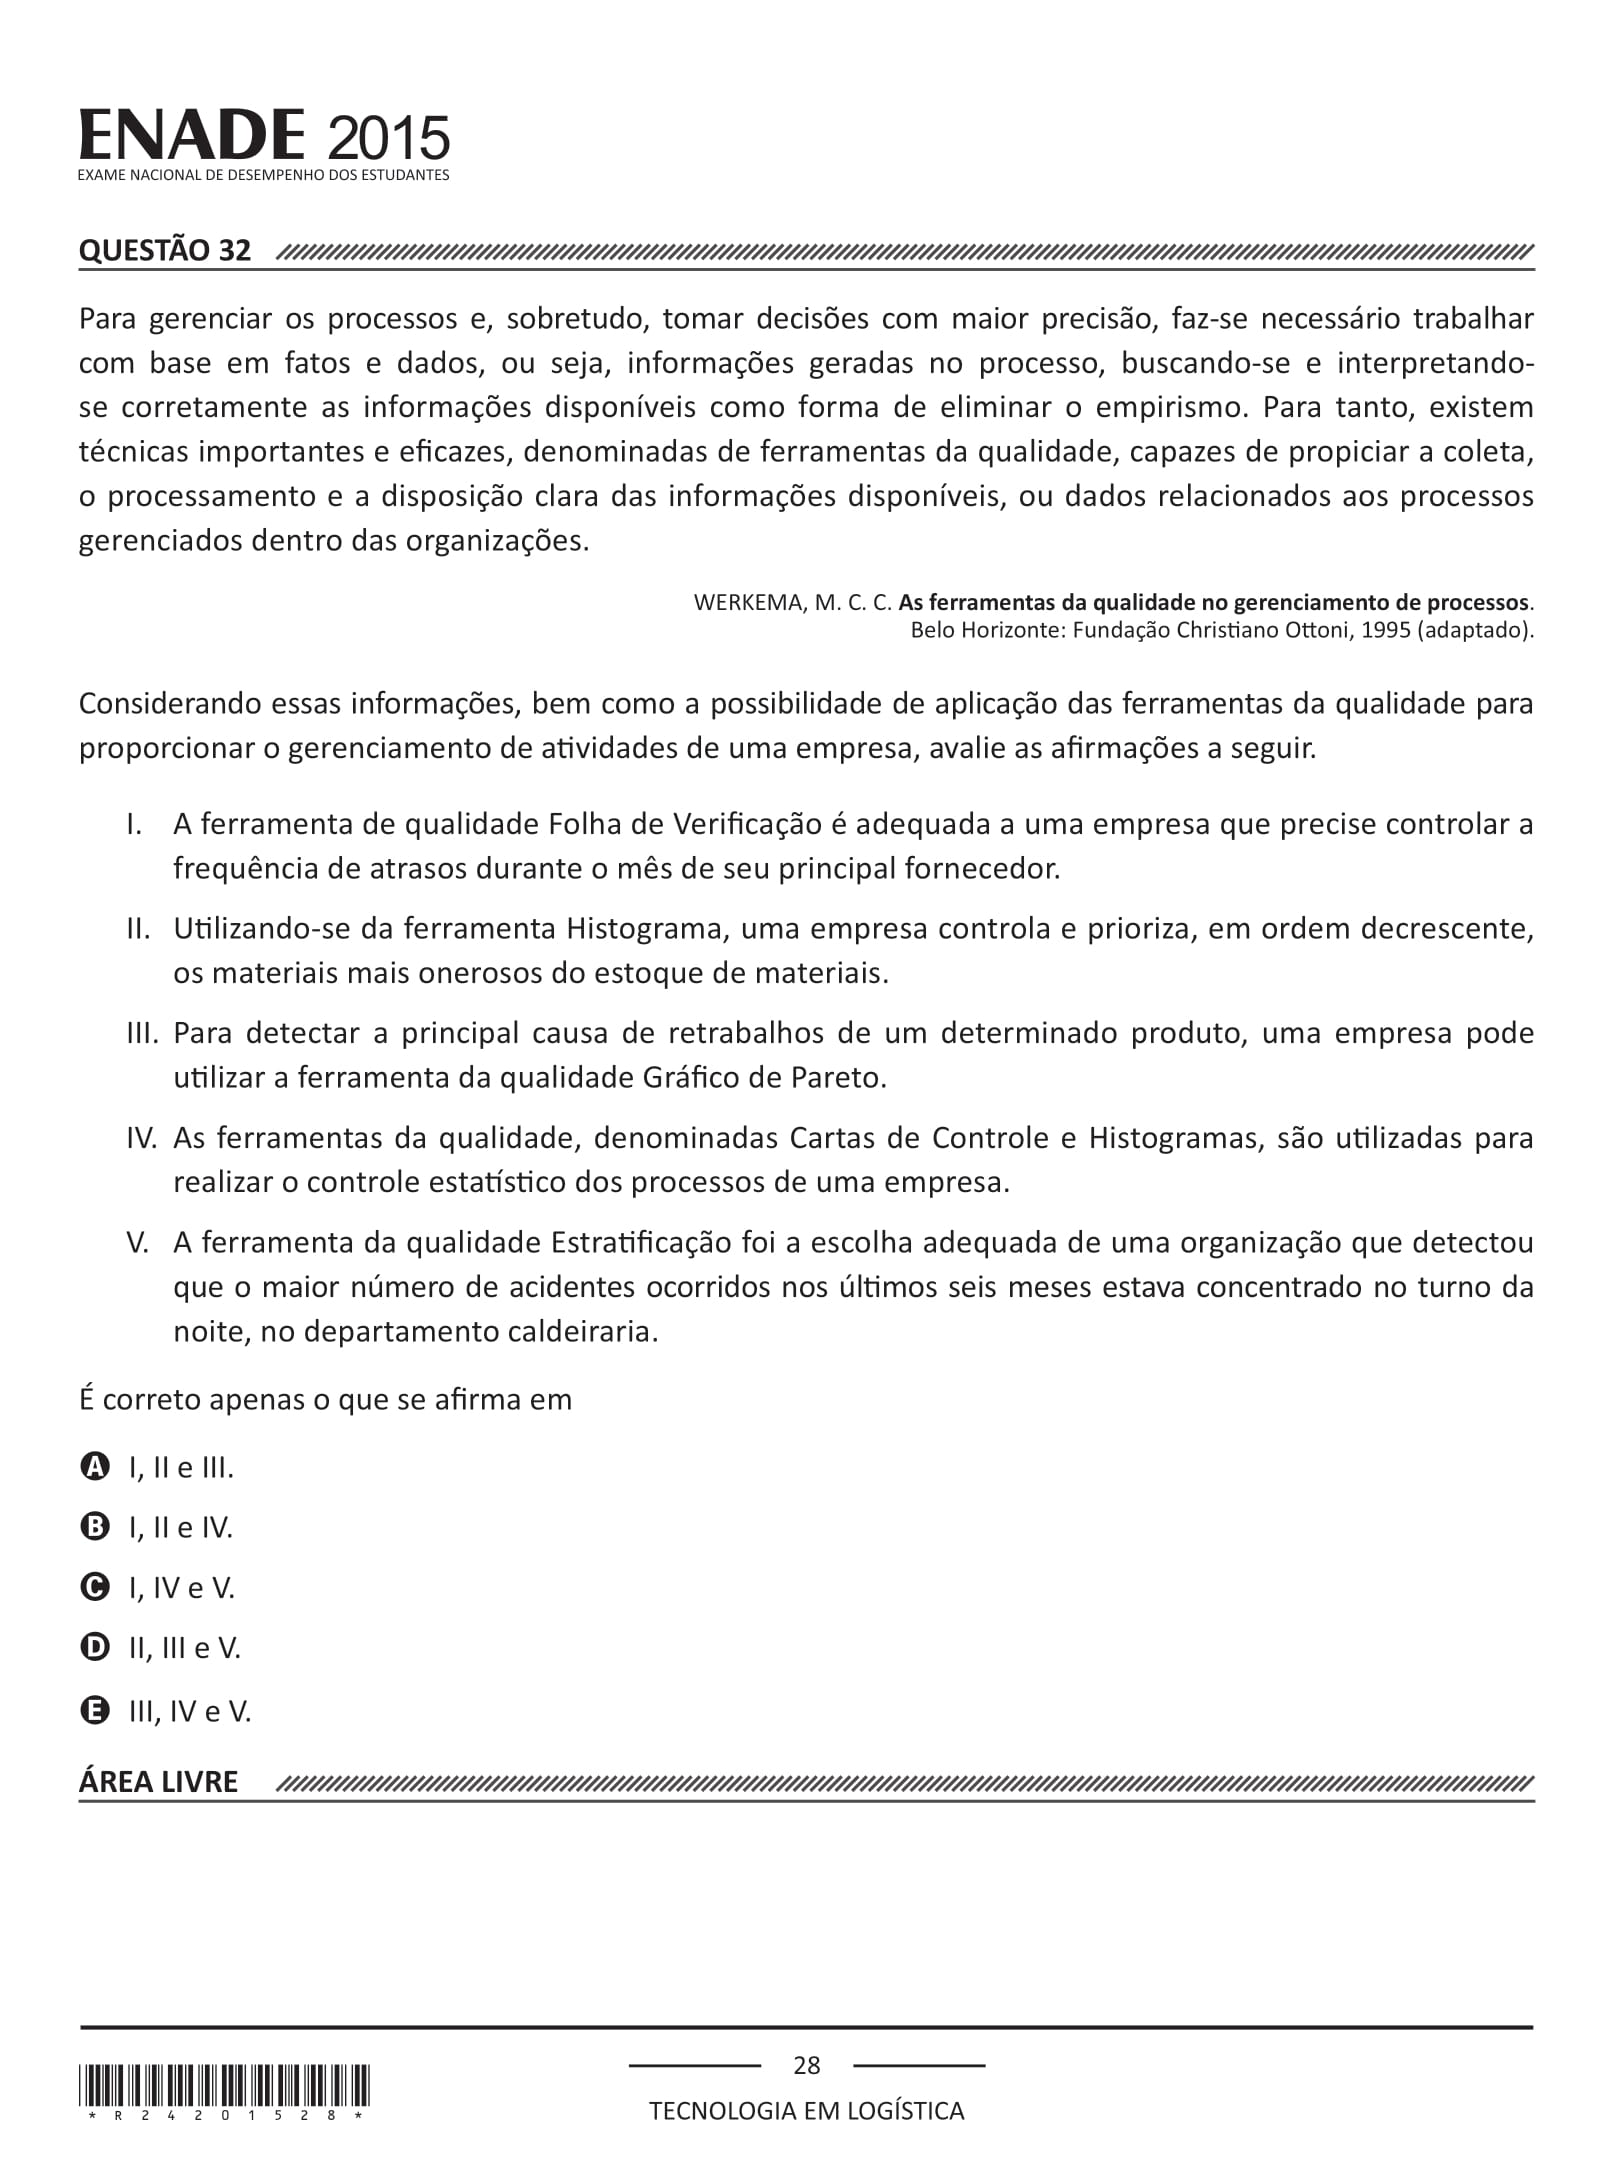 ENADE 2015
EXAME NACIONAL DE DESEMPENHO DOS ESTUDANTES
QUESTÃO 32
Para gerenciar os processos e, sobretudo, tomar decisões com maior precisão, faz-se necessário trabalhar
com base em fatos e dados, ou seja, informações geradas no processo, buscando-se e interpretando-
se corretamente as informações disponíveis como forma de eliminar o empirismo. Para tanto, existem
técnicas importantes e eficazes, denominadas de ferramentas da qualidade, capazes de propiciar a coleta,
o processamento e a disposição clara das informações disponíveis, ou dados relacionados aos processos
gerenciados dentro das organizações.
WERKEMA, M. C. C. As ferramentas da qualidade no gerenciamento de processos.
Belo Horizonte: Fundação Christiano Ottoni, 1995 (adaptado).
Considerando essas informações, bem como a possibilidade de aplicação das ferramentas da qualidade para
proporcionar o gerenciamento de atividades de uma empresa, avalie as afirmações a seguir.
I. A ferramenta de qualidade Folha de Verificação é adequada a uma empresa que precise controlar a
frequência de atrasos durante o mês de seu principal fornecedor.
II. Utilizando-se da ferramenta Histograma, uma empresa controla e prioriza, em ordem decrescente,
os materiais mais onerosos do estoque de materiais.
III. Para detectar a principal causa de retrabalhos de um determinado produto, uma empresa pode
utilizar a ferramenta da qualidade Gráfico de Pareto.
IV. As ferramentas da qualidade, denominadas Cartas de Controle e Histogramas, são utilizadas para
realizar o controle estatístico dos processos de uma empresa.
V. A ferramenta da qualidade Estratificação foi a escolha adequada de uma organização que detectou
que o maior número de acidentes ocorridos nos últimos seis meses estava concentrado no turno da
noite, no departamento caldeiraria.
É correto apenas o que se afirma em
A I, II e III.
B I, II e IV.
C I, IV e V.
D II, III e V.
E III, IV e V.
ÁREA LIVRE
28
*R24201528*
TECNOLOGIA EM LOGÍSTICA